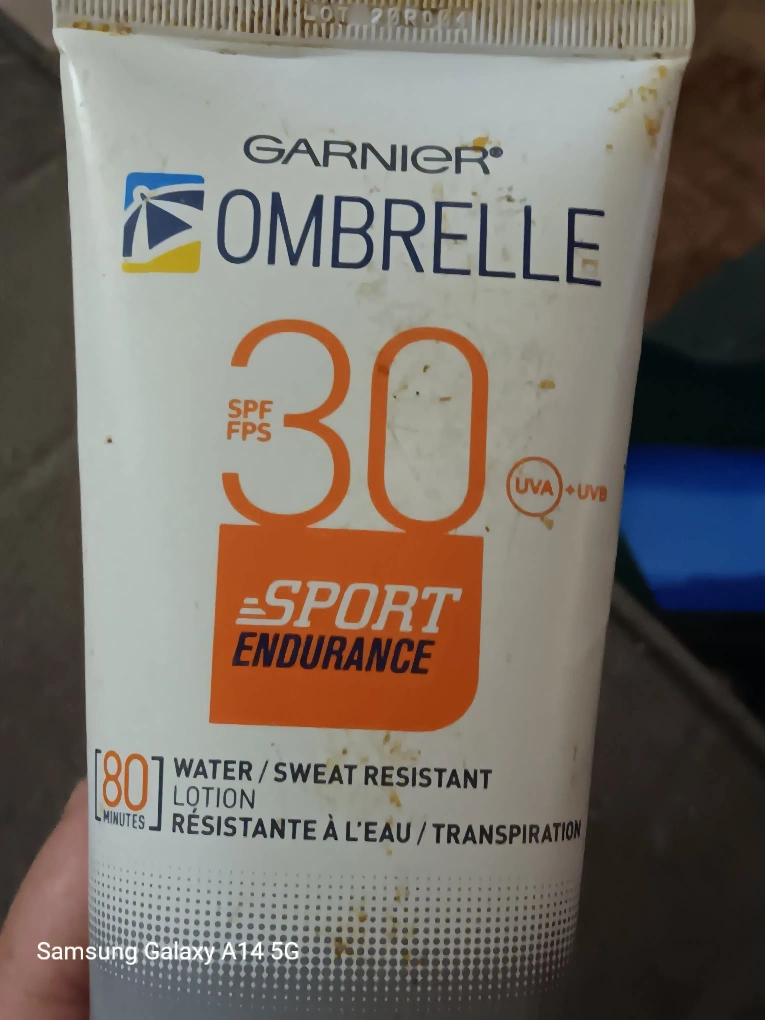 GARNIER
OMBRELLE
SPF
FPS
30
UVA + UVB
SPORT
ENDURANCE
80
MINUTES
WATER / SWEAT RESISTANT
LOTION
RÉSISTANTE À L'EAU / TRANSPIRATION
Samsung Galaxy A14 5G